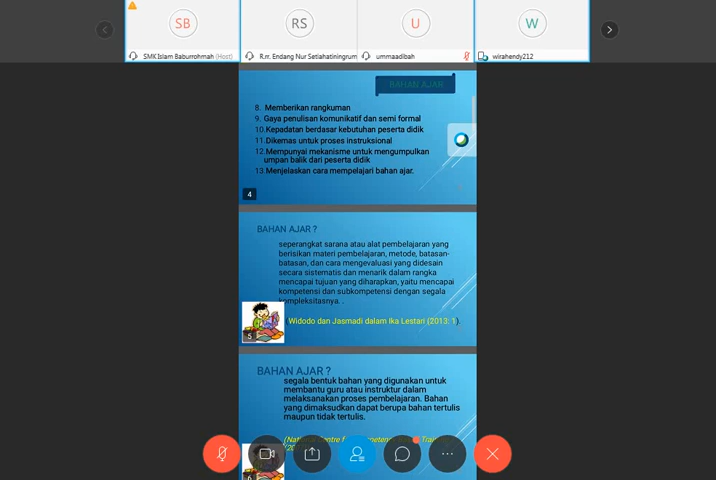 SB
RS
U
W
SMK Islam Baburrohmah (Host)
R.rr. Endang Nur Setiahatiningrum
ummaadibah
wirahendy212
BAHAN AJAR
8. Memberikan rangkuman
9. Gaya penulisan komunikatif dan semi formal
10.Kepadatan berdasar kebutuhan peserta didik
11.Dikemas untuk proses instruksional
12.Mempunyai mekanisme untuk mengumpulkan
umpan balik dari peserta didik
13.Menjelaskan cara mempelajari bahan ajar.
4
BAHAN AJAR ?
seperangkat sarana atau alat pembelajaran yang
berisikan materi pembelajaran, metode, batasan-
batasan, dan cara mengevaluasi yang didesain
secara sistematis dan menarik dalam rangka
mencapai tujuan yang diharapkan, yaitu mencapai
kompetensi dan subkompetensi dengan segala
kompleksitasnya. .
5
Widodo dan Jasmadi dalam Ika Lestari (2013: 1)
BAHAN AJAR ?
segala bentuk bahan yang digunakan untuk
membantu guru atau instruktur dalam
melaksanakan proses pembelajaran. Bahan
yang dimaksudkan dapat berupa bahan tertulis
maupun tidak tertulis.
6